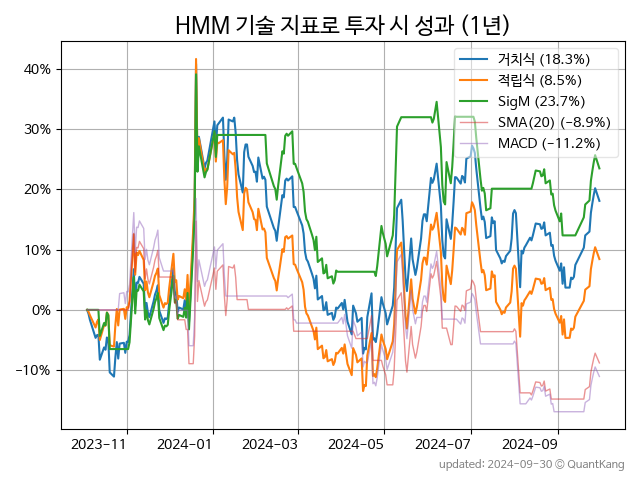 HMM 기술 지표로 투자 시 성과 (1년)
거치식 (18.3%)
적립식 (8.5%)
SigM (23.7%)
SMA(20) (−8.9%)
MACD (−11.2%)
40%
30%
20%
10%
0%
−10%
2023-11 2024-01 2024-03 2024-05 2024-07 2024-09
updated: 2024-09-30 © QuantKang